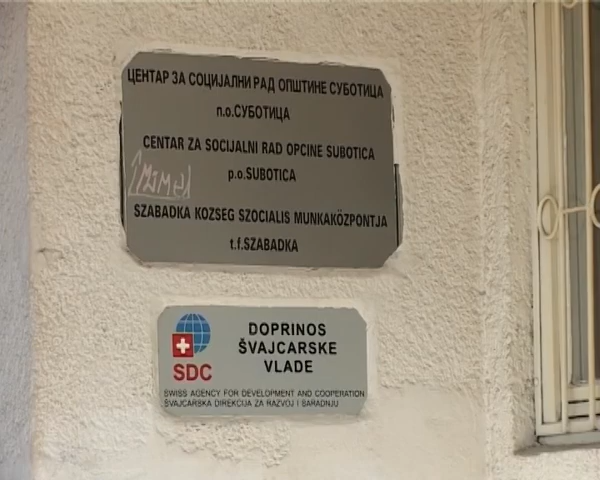 ЦЕНТАР ЗА СОЦИЈАЛНИ РАД ОПШТИНЕ СУБОТИЦА
п.о.СУБОТИЦА
CENTAR ZA SOCIJALNI RAD OPCINE SUBOTICA
p.o.SUBOTICA
SZABADKA KOZSEG SZOCIALIS MUNKAKÖZPONTJA
t.f.SZABADKA
SDC
DOPRINOS
ŠVAJCARSKE
VLADE
SWISS AGENCY FOR DEVELOPMENT AND COOPERATION
ŠVAJCARSKA DIREKCIJA ZA RAZVOJ I SARADNJU